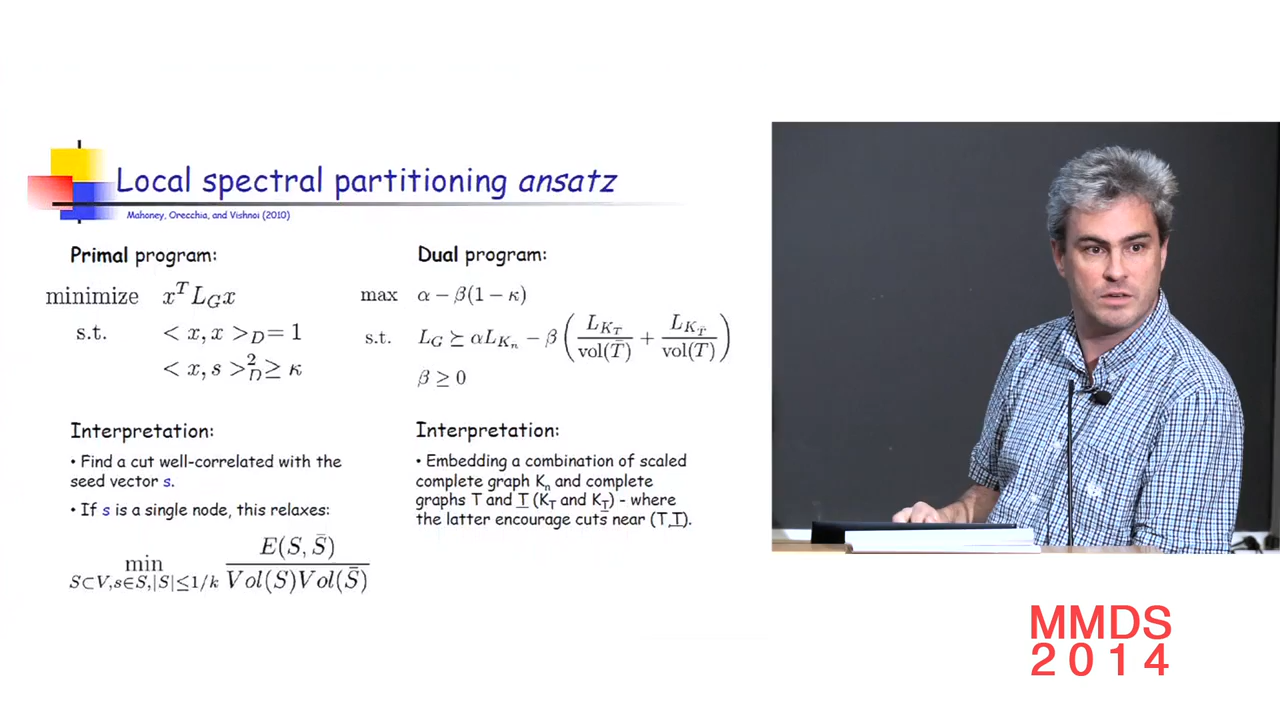 Local spectral partitioning ansatz
Mahoney, Orecchia, and Vishnoi (2010)
Primal program:
minimize x^T L_G x
s.t. < x, x >_D = 1
< x, s >_D^2 ≥ κ
Interpretation:
• Find a cut well-correlated with the
seed vector s.
• If s is a single node, this relaxes:
min_{S⊂V,s∈S,|S|≤1/k} E(S, S̄) / Vol(S)Vol(S̄)
Dual program:
max α − β(1 − κ)
s.t. L_G ⪰ αL_{K_n} − β ( L_{K_T} / vol(T̄) + L_{K_T̄} / vol(T) )
β ≥ 0
Interpretation:
• Embedding a combination of scaled
complete graph K_n and complete
graphs T and T̲ (K_T and K_T̲) - where
the latter encourage cuts near (T,T̲).
MMDS
2014